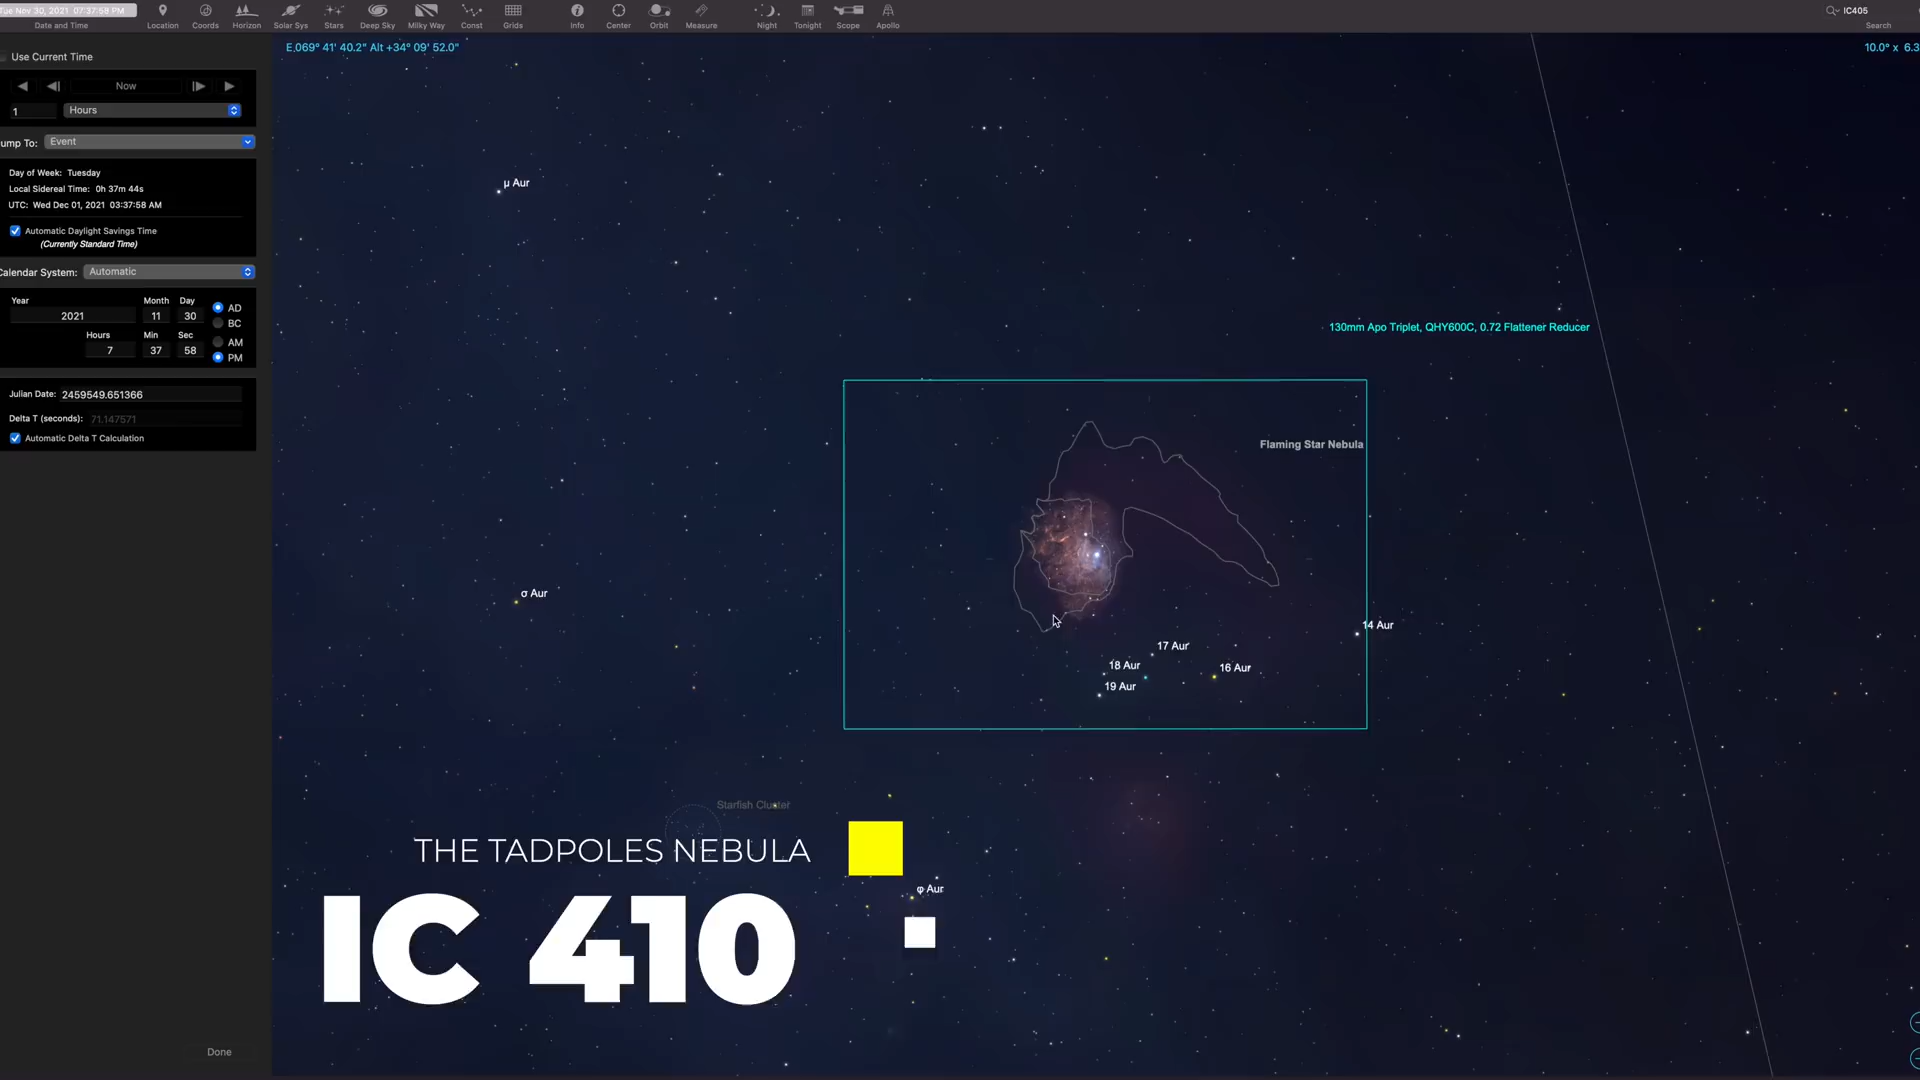 Tue Nov 30, 2021 07:37:58 PM
Date and Time
Location
Coords
Horizon
Solar Sys
Stars
Deep Sky
Milky Way
Const
Grids
Info
Center
Orbit
Measure
Night
Tonight
Scope
Apollo
IC405
Search
E.069° 41' 40.2" Alt +34° 09' 52.0"
10.0° x 6.3
Use Current Time
Now
1 Hours
ump To: Event
Day of Week: Tuesday
Local Sidereal Time: 0h 37m 44s
UTC: Wed Dec 01, 2021 03:37:58 AM
Automatic Daylight Savings Time
(Currently Standard Time)
Calendar System: Automatic
Year Month Day
2021 11 30
AD
BC
Hours Min Sec
7 37 58
AM
PM
Julian Date: 2459549.651366
Delta T (seconds): 71.147571
Automatic Delta T Calculation
μ Aur
130mm Apo Triplet, QHY600C, 0.72 Flattener Reducer
Flaming Star Nebula
σ Aur
14 Aur
17 Aur
18 Aur
16 Aur
19 Aur
Starfish Cluster
THE TADPOLES NEBULA
φ Aur
IC 410
Done